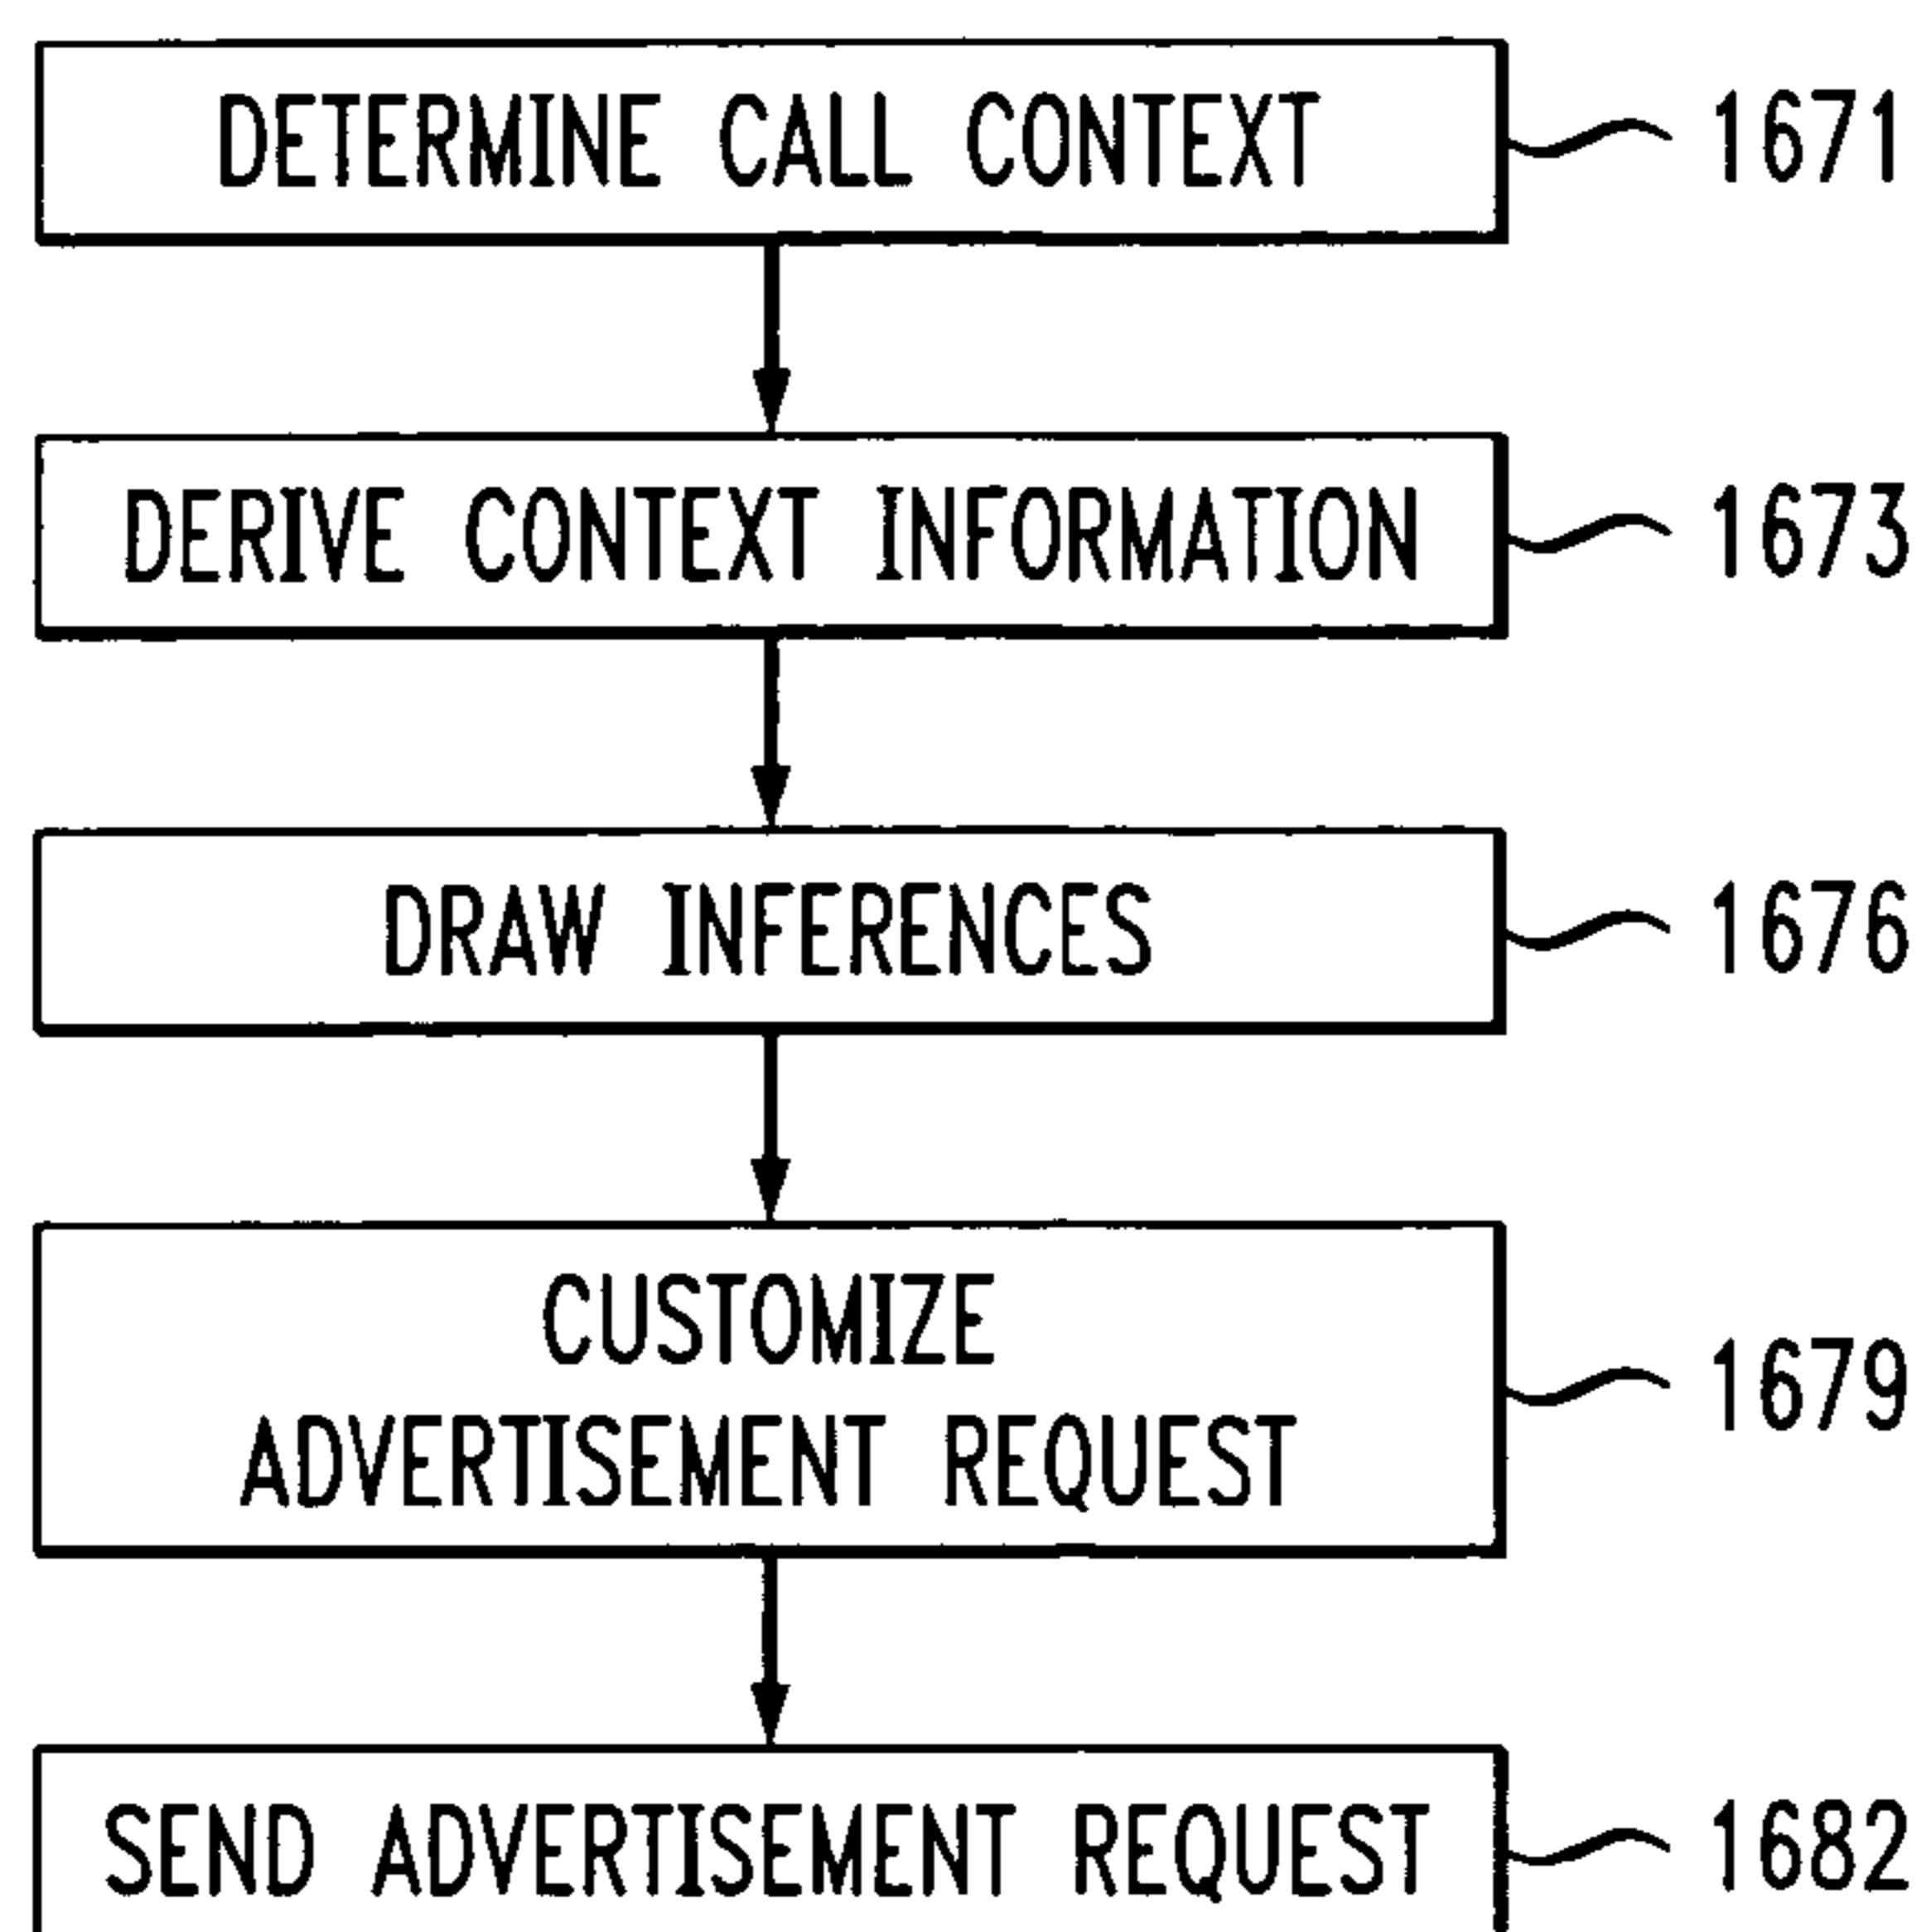 DETERMINE CALL CONTEXT 1671
DERIVE CONTEXT INFORMATION 1673
DRAW INFERENCES 1676
CUSTOMIZE
ADVERTISEMENT REQUEST 1679
SEND ADVERTISEMENT REQUEST 1682